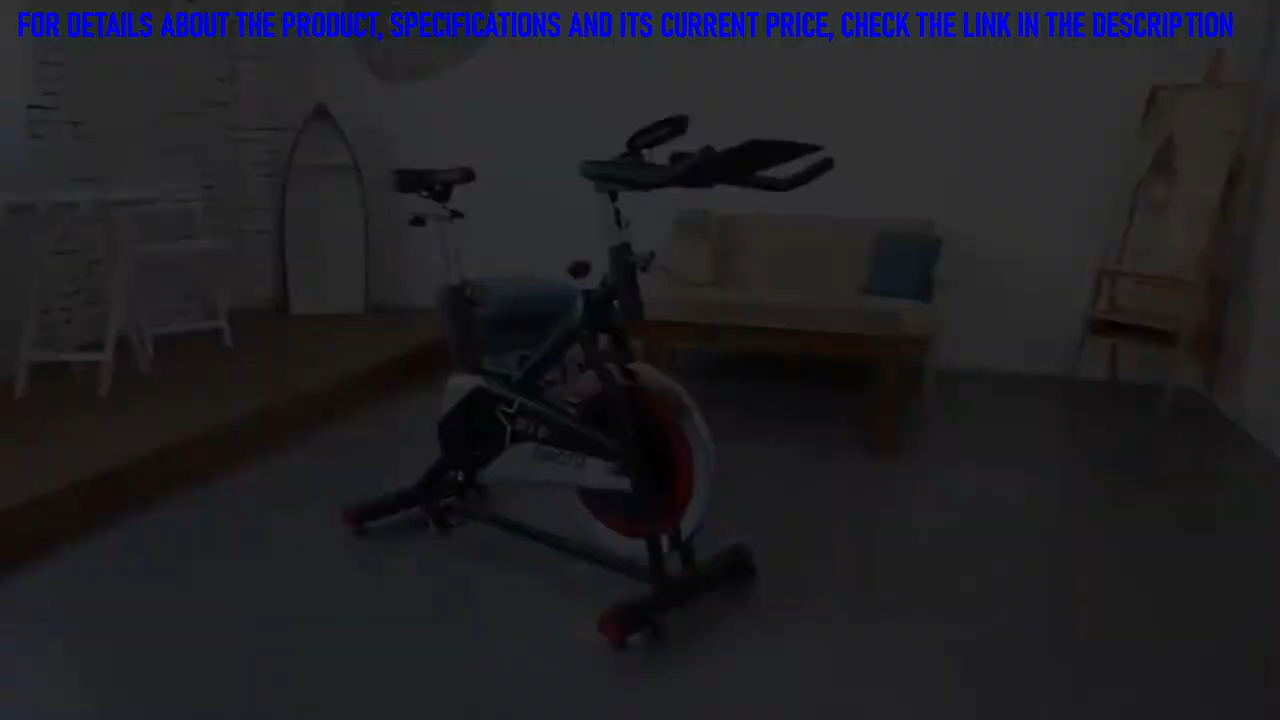 FOR DETAILS ABOUT THE PRODUCT, SPECIFICATIONS AND ITS CURRENT PRICE, CHECK THE LINK IN THE DESCRIPTION